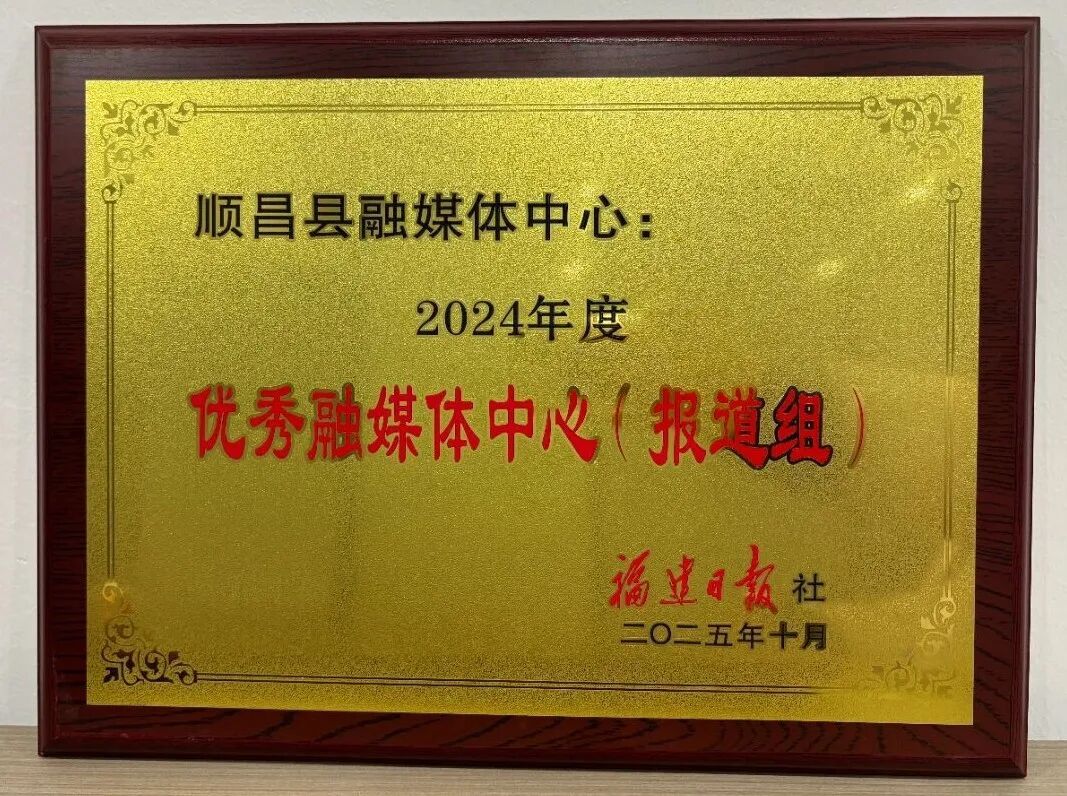 顺昌县融媒体中心：
2024年度
优秀融媒体中心（报道组）
福建日报社
二〇二五年十月